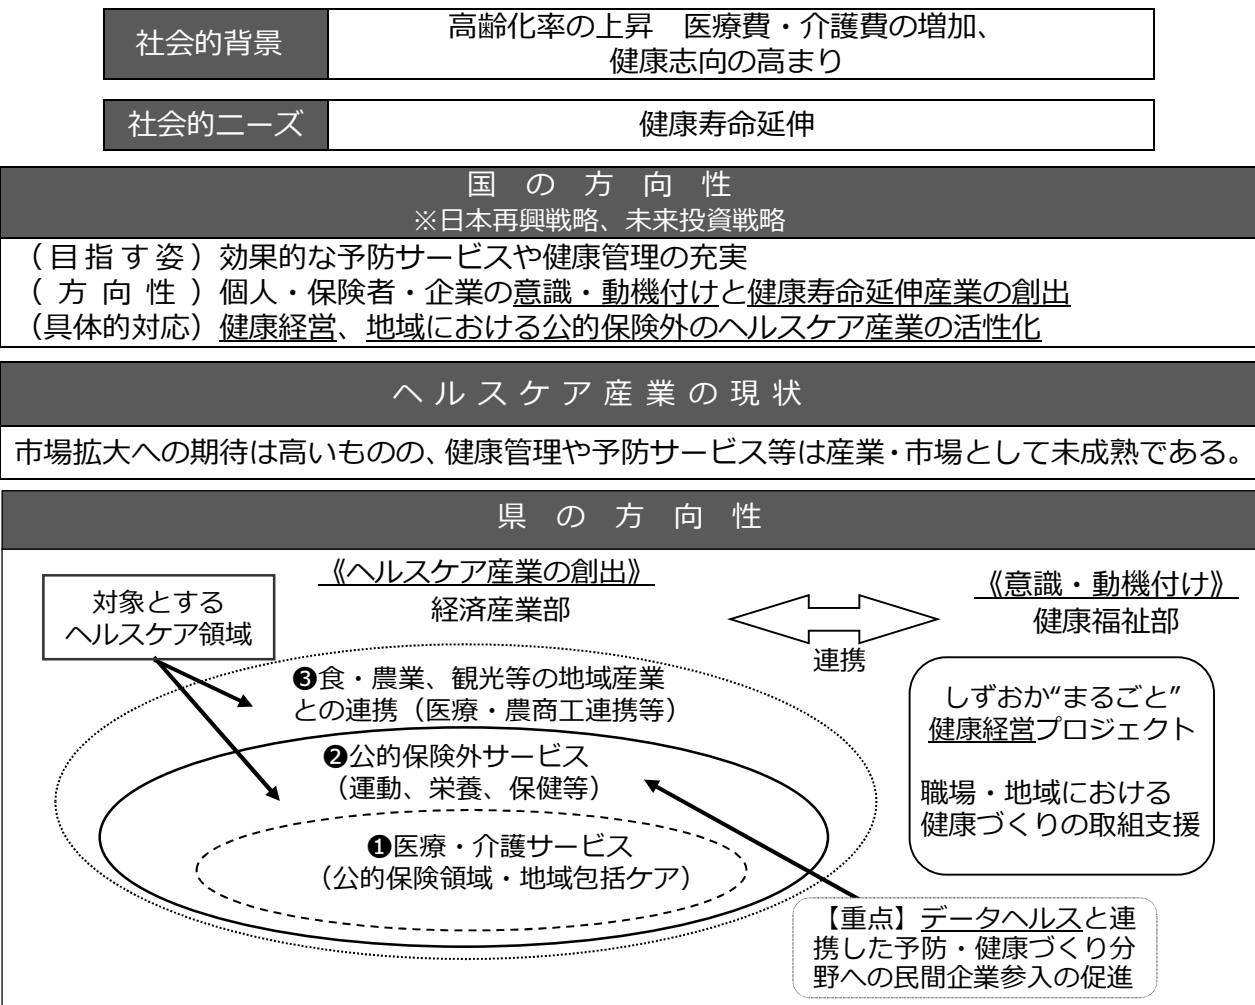 社会的背景
高齢化率の上昇　医療費・介護費の増加、
健康志向の高まり
社会的ニーズ
健康寿命延伸
国の方向性
※日本再興戦略、未来投資戦略
（目指す姿）効果的な予防サービスや健康管理の充実
（方向性）個人・保険者・企業の意識・動機付けと健康寿命延伸産業の創出
（具体的対応）健康経営、地域における公的保険外のヘルスケア産業の活性化
ヘルスケア産業の現状
市場拡大への期待は高いものの、健康管理や予防サービス等は産業・市場として未成熟である。
県の方向性
対象とする
ヘルスケア領域
《ヘルスケア産業の創出》
経済産業部
連携
《意識・動機付け》
健康福祉部
❸食・農業、観光等の地域産業
との連携（医療・農商工連携等）
❷公的保険外サービス
（運動、栄養、保健等）
❶医療・介護サービス
（公的保険領域・地域包括ケア）
しずおか“まるごと”
健康経営プロジェクト
職場・地域における
健康づくりの取組支援
【重点】データヘルスと連
携した予防・健康づくり分
野への民間企業参入の促進